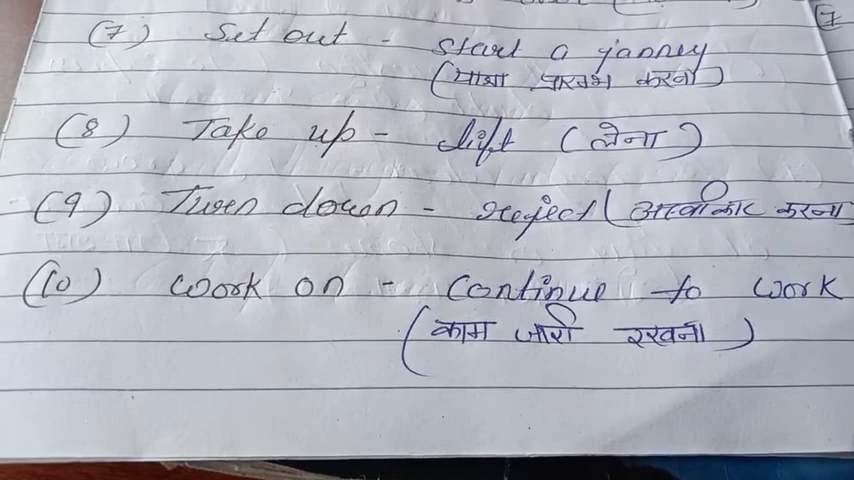 (7) Set out - start a janney
(यात्रा प्रारम्भ करना)
(8) Take up - lift (लेना)
(9) Turn down - reject (अस्वीकार करना
(10) Work on - continue to work
(काम जारी रखना)